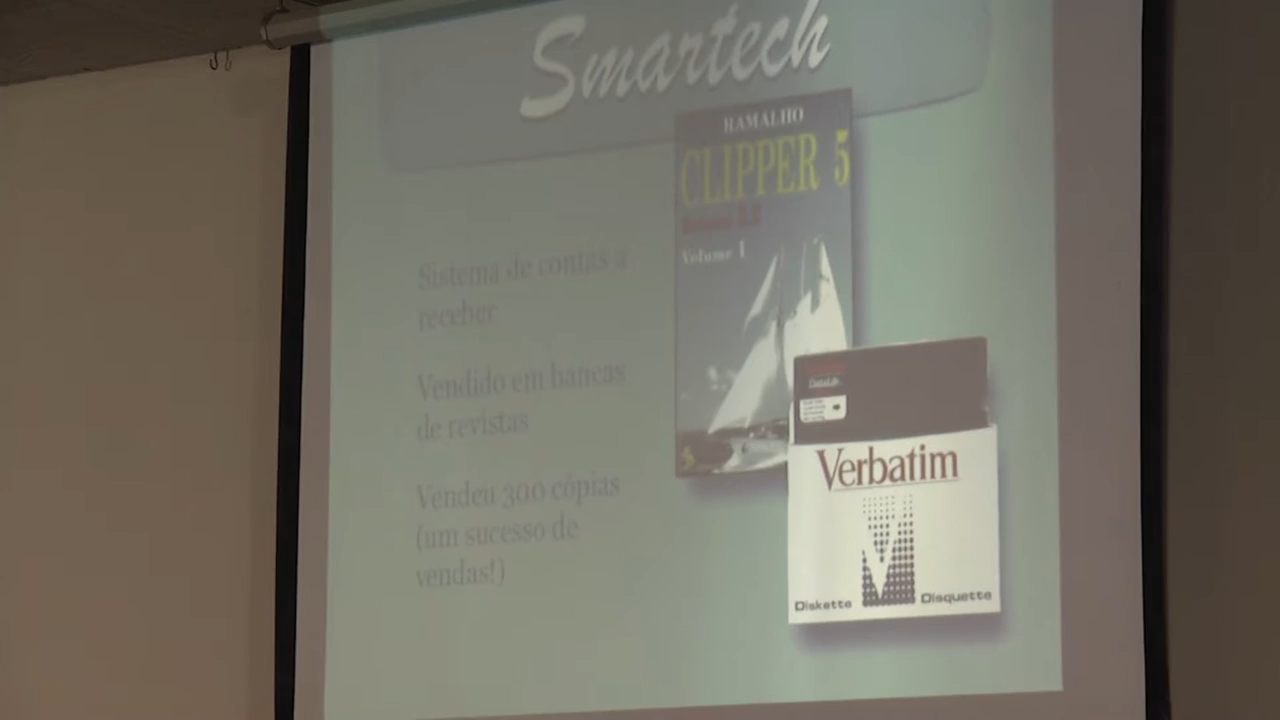 Smartech
RAMALHO
CLIPPER 5
Volume 1
Sistema de contas a
receber
Vendido em bancas
de revistas
Vendeu 300 cópias
(um sucesso de
vendas!)
Verbatim
Diskette
Disquette